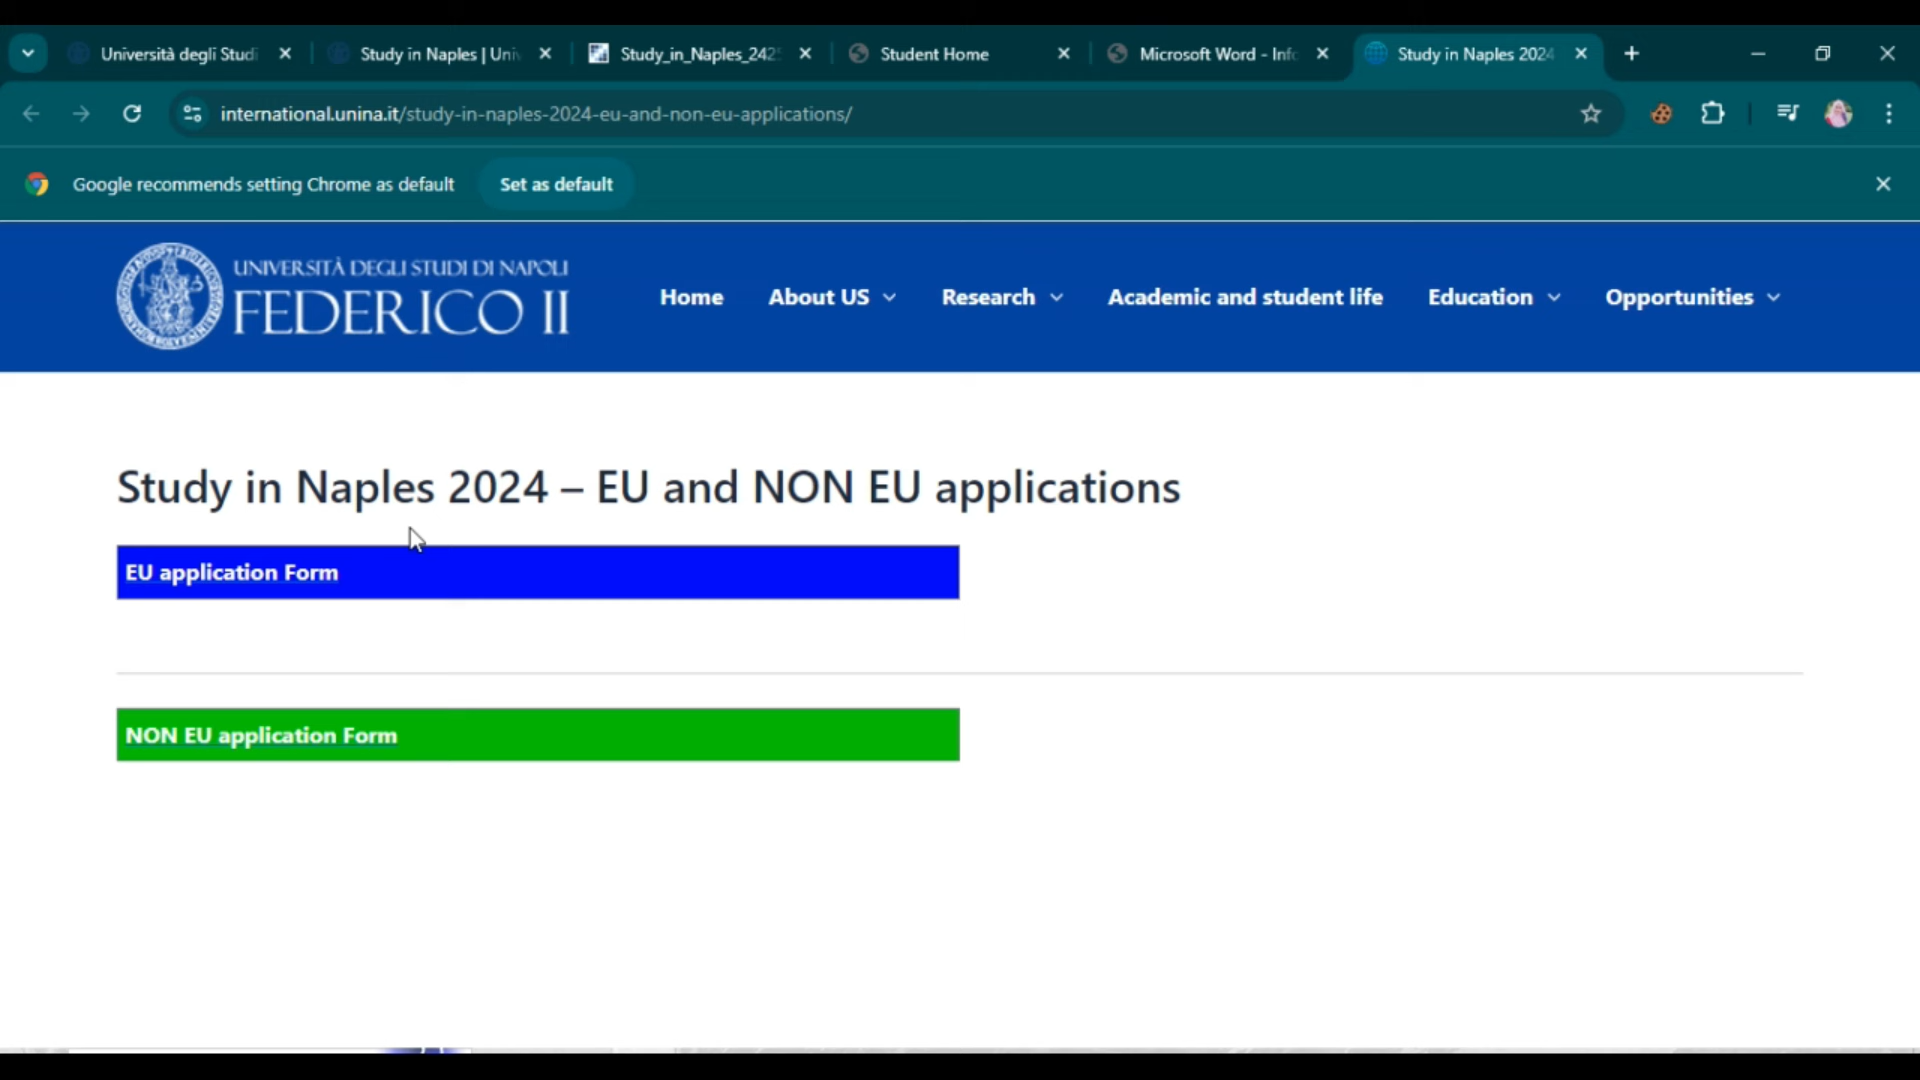 Università degli Studi
Study in Naples | Uni
Study_in_Naples_242
Student Home
Microsoft Word - Info
Study in Naples 2024
international.unina.it/study-in-naples-2024-eu-and-non-eu-applications/
Google recommends setting Chrome as default
Set as default
UNIVERSITÀ DEGLI STUDI DI NAPOLI
FEDERICO II
Home
About US
Research
Academic and student life
Education
Opportunities
Study in Naples 2024 – EU and NON EU applications
EU application Form
NON EU application Form